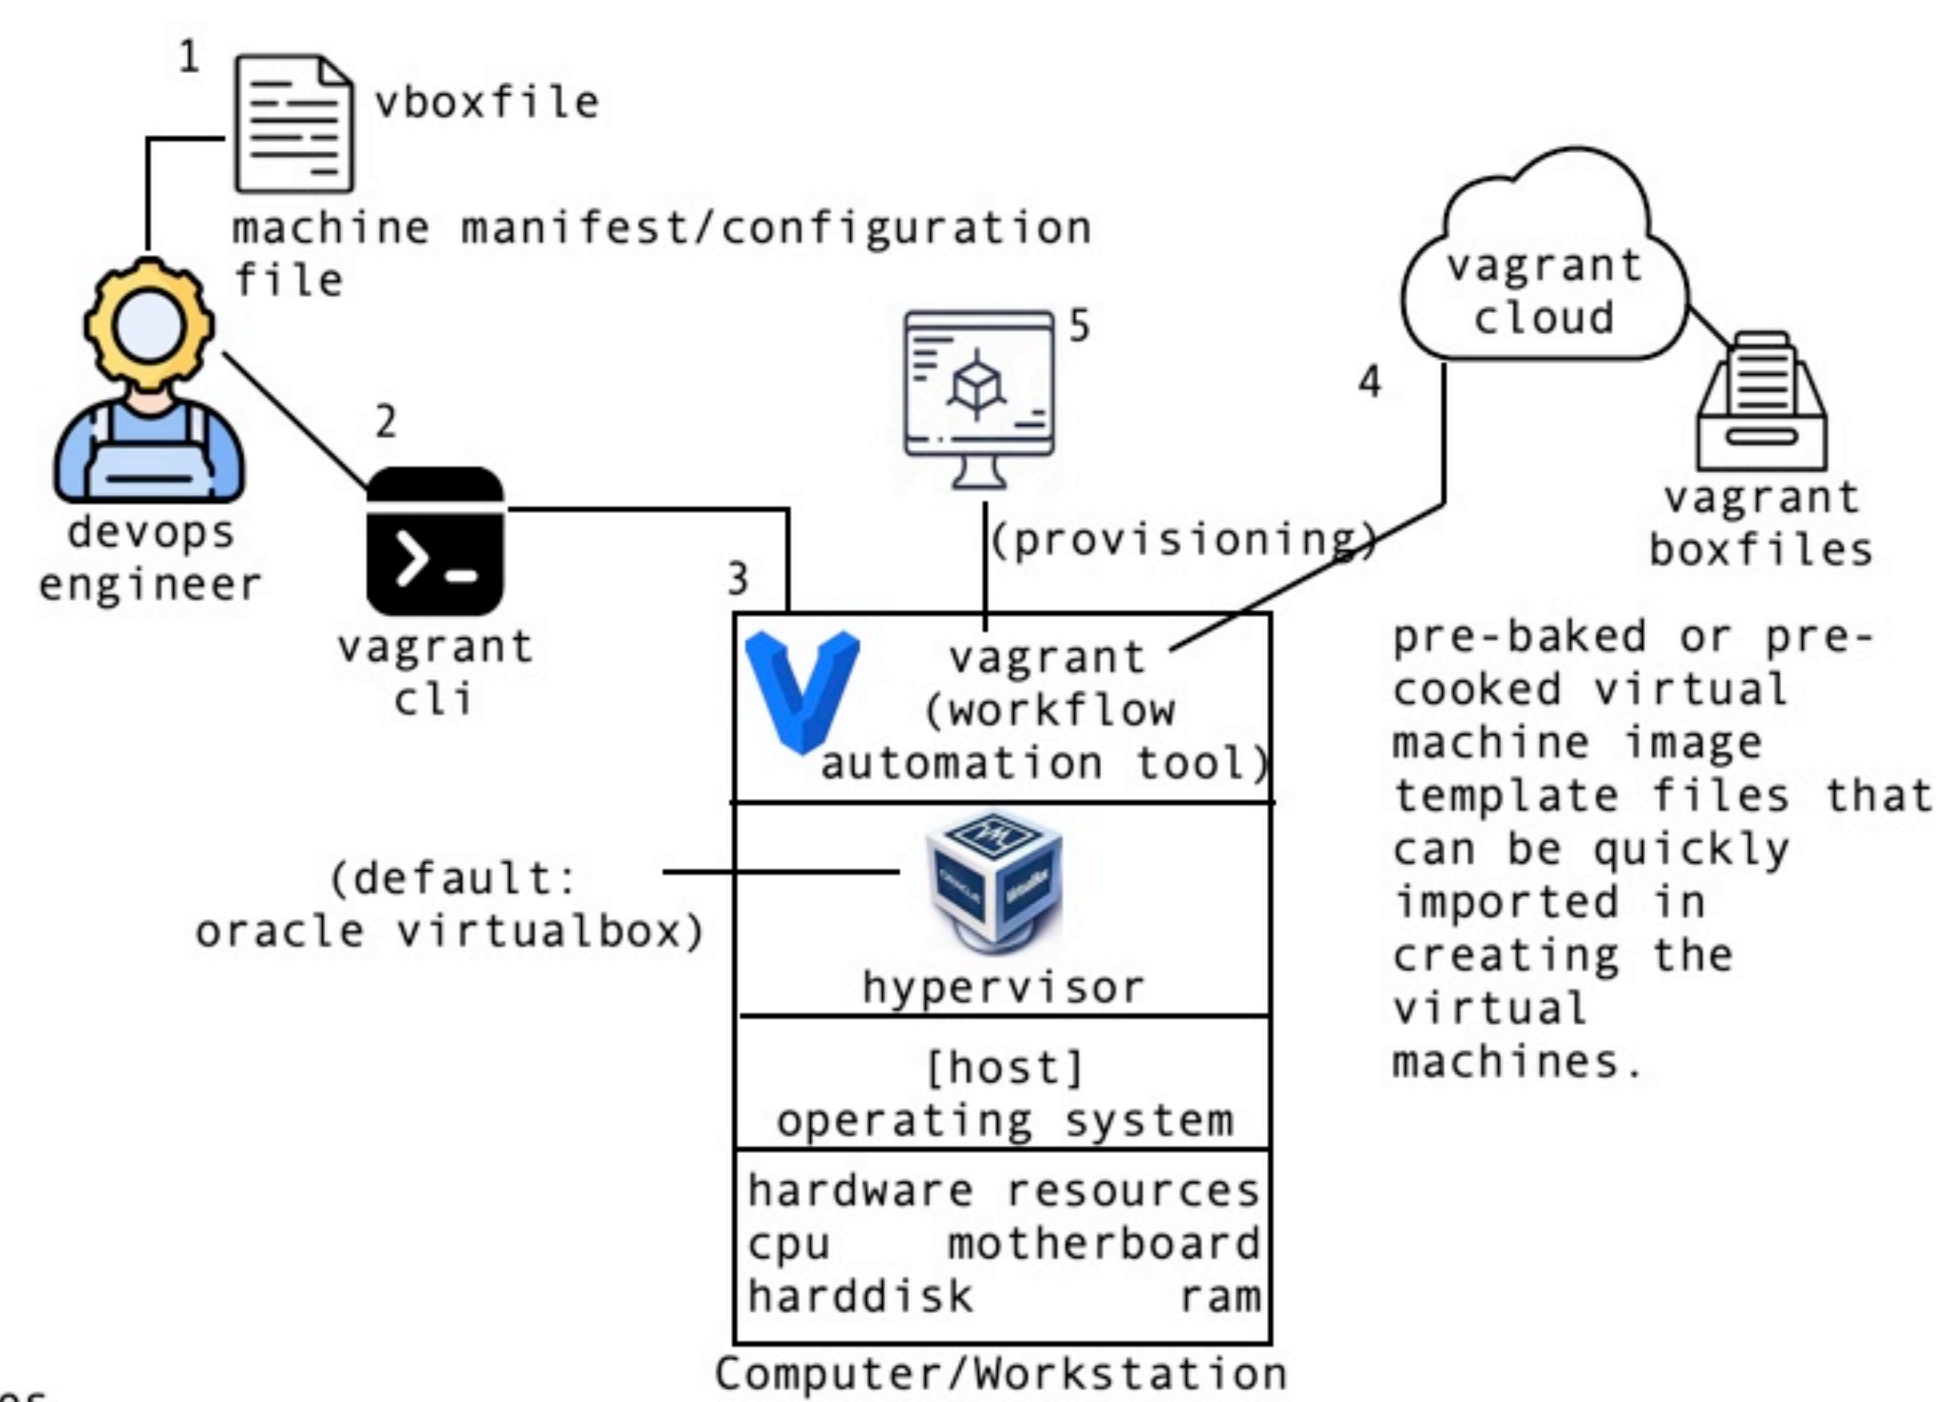 1
vboxfile
machine manifest/configuration
file
devops
engineer
2
vagrant
cli
3
5
(provisioning)
4
vagrant
cloud
vagrant
boxfiles
pre-baked or pre-
cooked virtual
machine image
template files that
can be quickly
imported in
creating the
virtual
machines.
vagrant
(workflow
automation tool)
(default:
oracle virtualbox)
ORACLE
VirtualBox
hypervisor
[host]
operating system
hardware resources
cpu motherboard
harddisk ram
Computer/Workstation